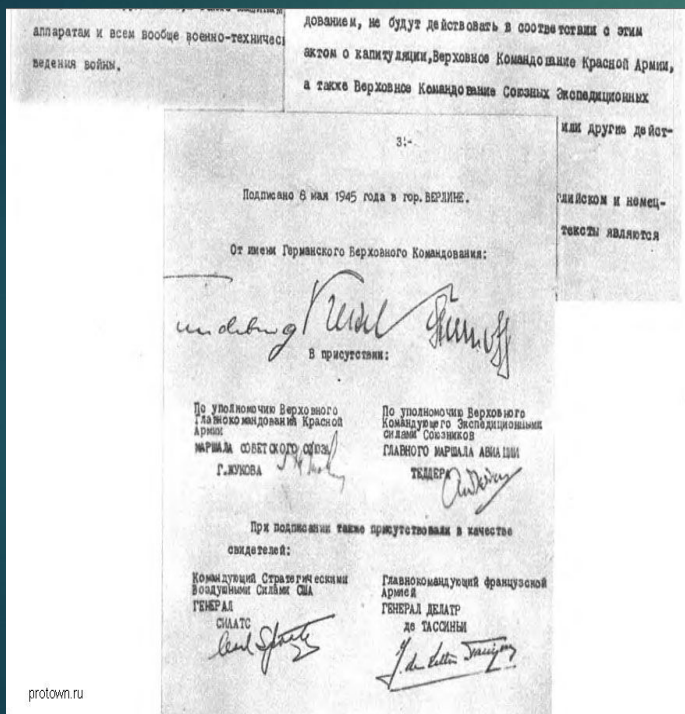 аппаратам и всем вообще военно-техничес
ведения войны.
дованием, не будут действовать в соответствии с этим
актом о капитуляции, Верховное Командование Красной Армии,
а также Верховное Командование Союзных Экспедиционных
или другие дейст-
глийском и немец-
тексты являются
3.-
Подписано 8 мая 1945 года в гор. БЕРЛИНЕ.
От имени Германского Верховного Командования:
Keitel Stumpff
В присутствии:
По уполномочию Верховного
Главнокомандования Красной
Армии
МАРШАЛА СОВЕТСКОГО СОЮЗА
Г. ЖУКОВА
По уполномочию Верховного
Командующего Экспедиционными
силами Союзников
ГЛАВНОГО МАРШАЛА АВИАЦИИ
ТЕДДЕРА
При подписании также присутствовали в качестве
свидетелей:
Командующий Стратегическими
Воздушными Силами США
ГЕНЕРАЛ
СПААТС
Главнокомандующий французской
Армией
ГЕНЕРАЛ ДЕЛАТР
де ТАССИНЬИ
protown.ru